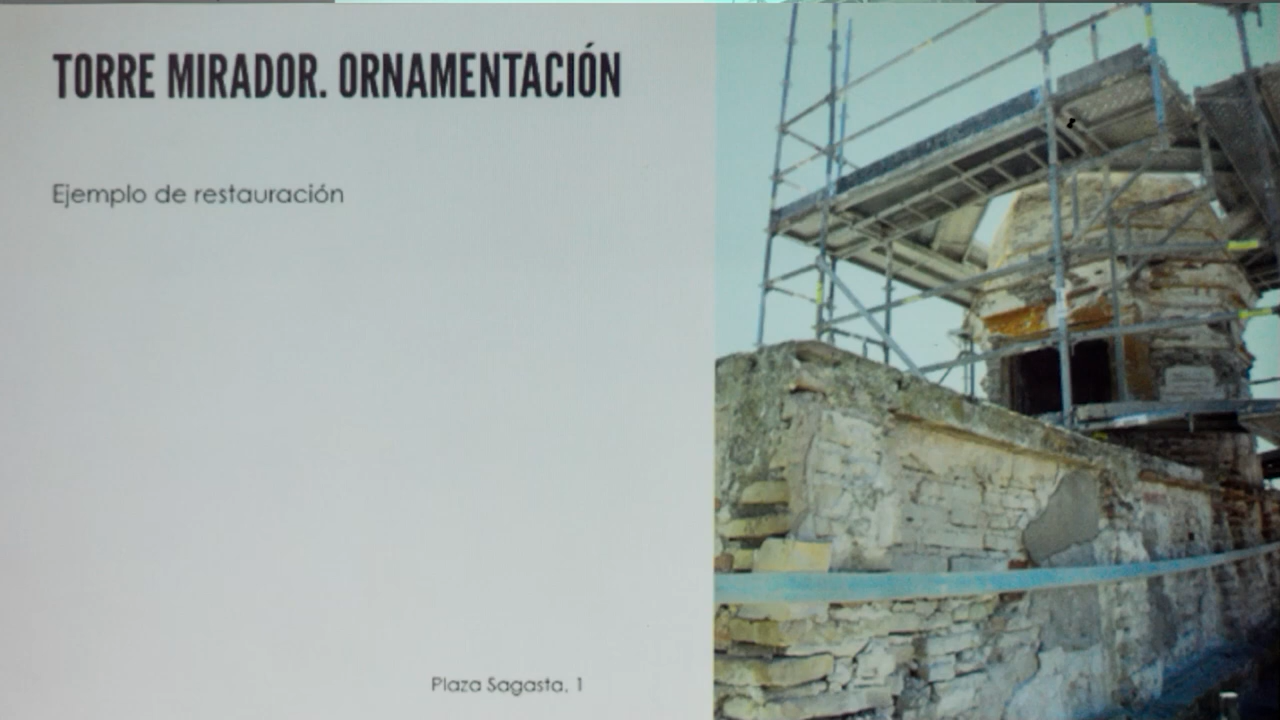 TORRE MIRADOR. ORNAMENTACIÓN
Ejemplo de restauración
Plaza Sagasta, 1